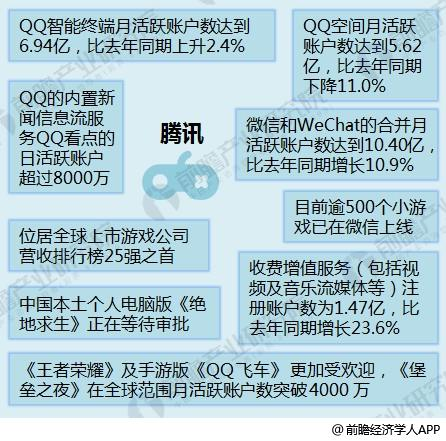 QQ智能终端月活跃账户数达到
6.94亿，比去年同期上升2.4%
QQ空间月活跃
账户数达到5.62
亿，比去年同期
下降11.0%
QQ的内置新
闻信息流服
务QQ看点的
日活跃账户
超过8000万
腾讯
微信和WeChat的合并月
活跃账户数达到10.40亿，
比去年同期增长10.9%
目前逾500个小游
戏已在微信上线
位居全球上市游戏公司
营收排行榜25强之首
收费增值服务（包括视
频及音乐流媒体等）注
册账户数为1.47亿，比
去年同期增长23.6%
中国本土个人电脑版《绝
地求生》正在等待审批
《王者荣耀》及手游版《QQ飞车》 更加受欢迎，《堡
垒之夜》在全球范围月活跃账户数突破4000 万
@前瞻经济学人APP